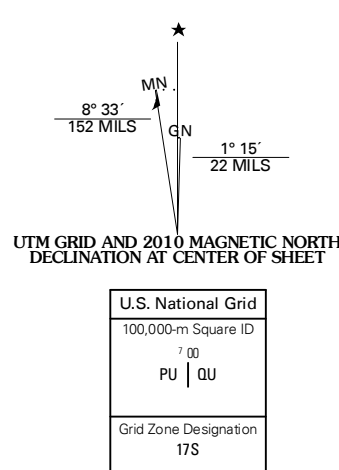 ★
MN
8° 33´
152 MILS
GN
1° 15´
22 MILS
UTM GRID AND 2010 MAGNETIC NORTH
DECLINATION AT CENTER OF SHEET
U.S. National Grid
100,000-m Square ID
7 00
PU | QU
Grid Zone Designation
17S